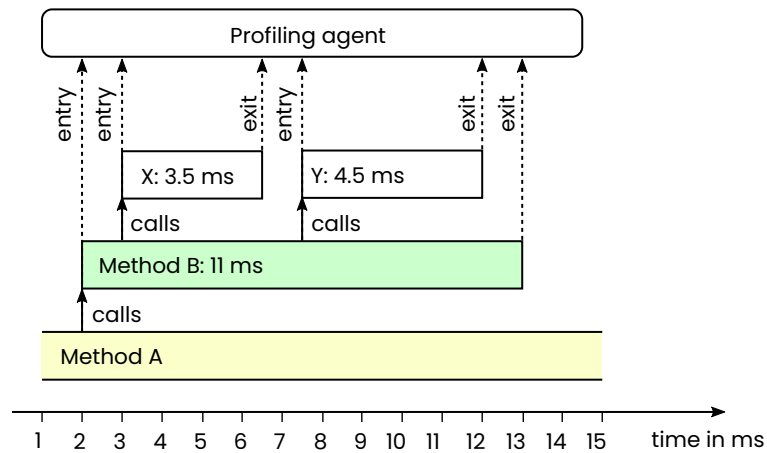 Profiling agent
entry
entry
exit
entry
exit
exit
X: 3.5 ms
Y: 4.5 ms
calls
calls
Method B: 11 ms
calls
Method A
1 2 3 4 5 6 7 8 9 10 11 12 13 14 15 time in ms